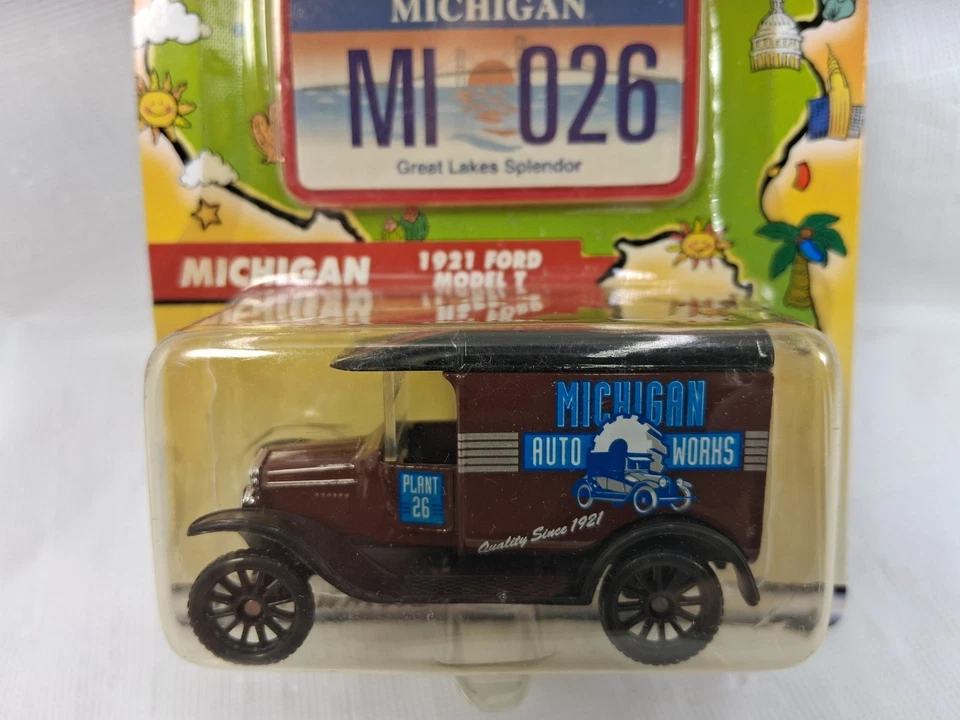 MICHIGAN
MI 026
Great Lakes Splendor
MICHIGAN
1921 FORD
MODEL T
MICHIGAN
AUTO WORKS
PLANT
26
Quality Since 1921